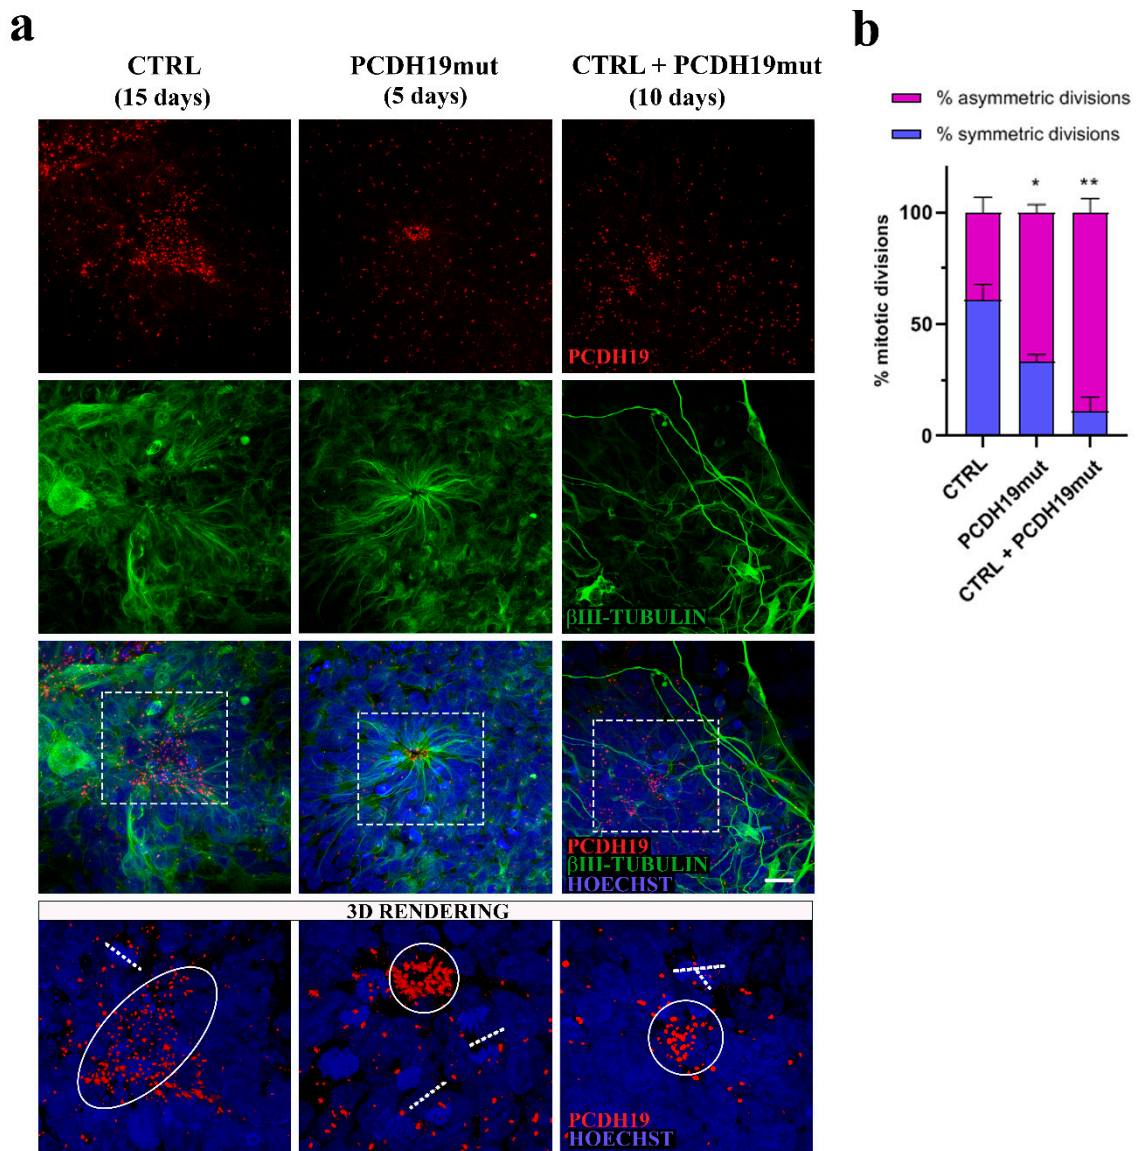 a
CTRL
(15 days)
PCDH19mut
(5 days)
CTRL + PCDH19mut
(10 days)
PCDH19
βIII-TUBULIN
PCDH19
βIII-TUBULIN
HOECHST
3D RENDERING
PCDH19
HOECHST
b
% asymmetric divisions
% symmetric divisions
* **
% mitotic divisions
100
50
0
CTRL
PCDH19mut
CTRL + PCDH19mut